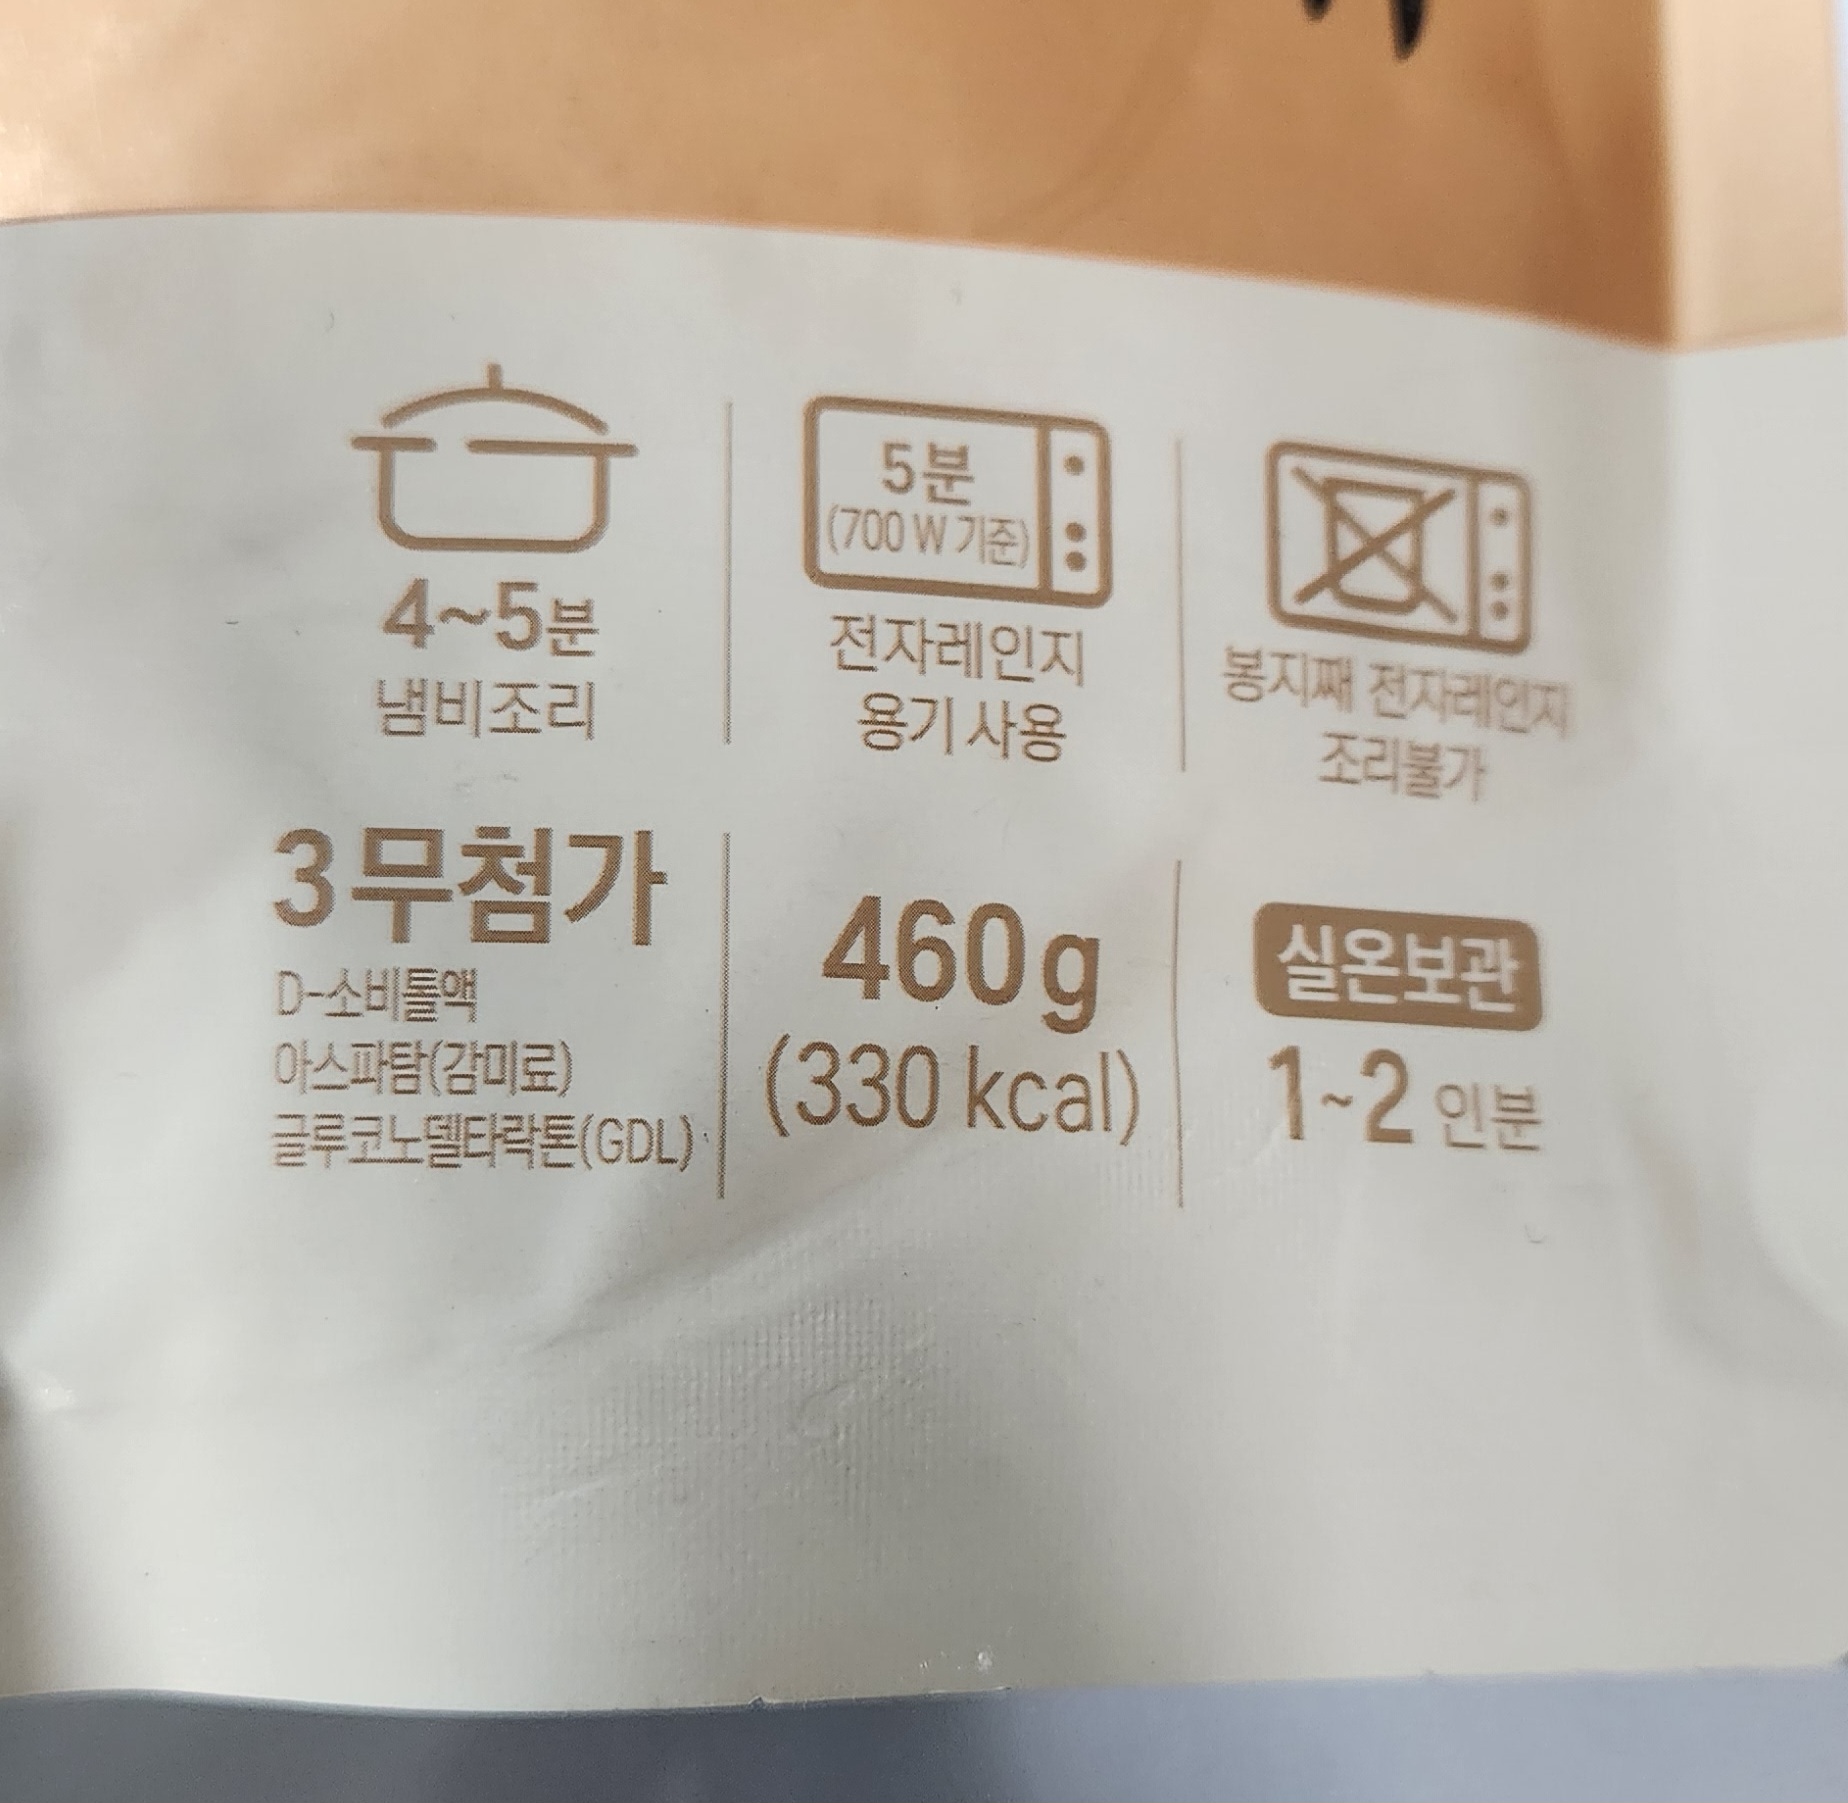 4~5분
냄비조리
5분
(700 W 기준)
전자레인지
용기 사용
봉지째 전자레인지
조리불가
3무첨가
D-소비톨액
아스파탐(감미료)
글루코노델타락톤(GDL)
460g
(330 kcal)
실온보관
1~2 인분